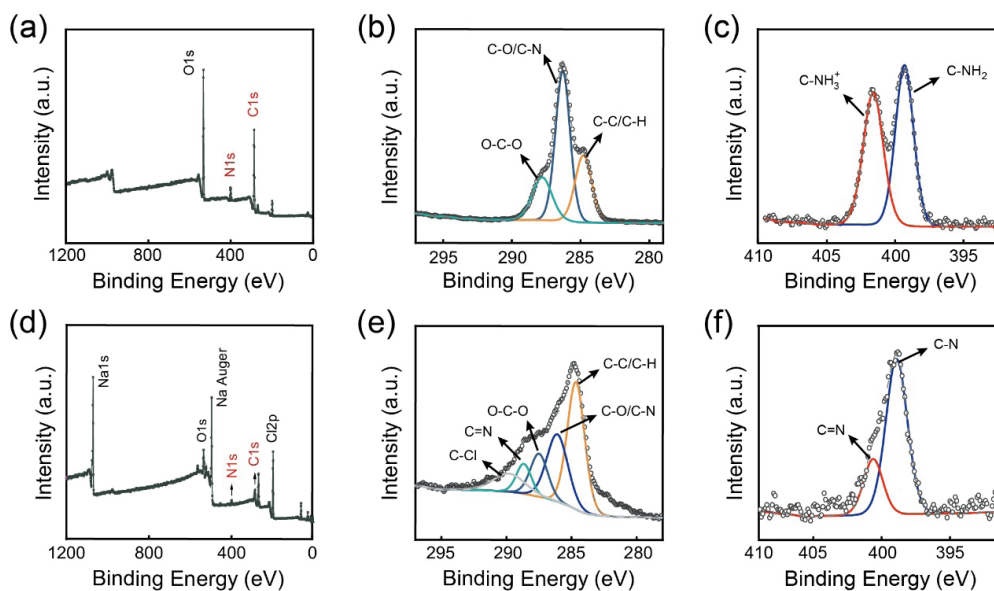 (a)
Intensity (a.u.)
O1s
N1s
C1s
1200 800 400 0
Binding Energy (eV)
(b)
Intensity (a.u.)
C-O/C-N
O-C-O
C-C/C-H
295 290 285 280
Binding Energy (eV)
(c)
Intensity (a.u.)
C-NH₃⁺
C-NH₂
410 405 400 395
Binding Energy (eV)
(d)
Intensity (a.u.)
Na1s
O1s
Na Auger
N1s
C1s
Cl2p
1200 800 400 0
Binding Energy (eV)
(e)
Intensity (a.u.)
C-C/C-H
O-C-O
C-O/C-N
C=N
C-Cl
295 290 285 280
Binding Energy (eV)
(f)
Intensity (a.u.)
C-N
C=N
410 405 400 395
Binding Energy (eV)